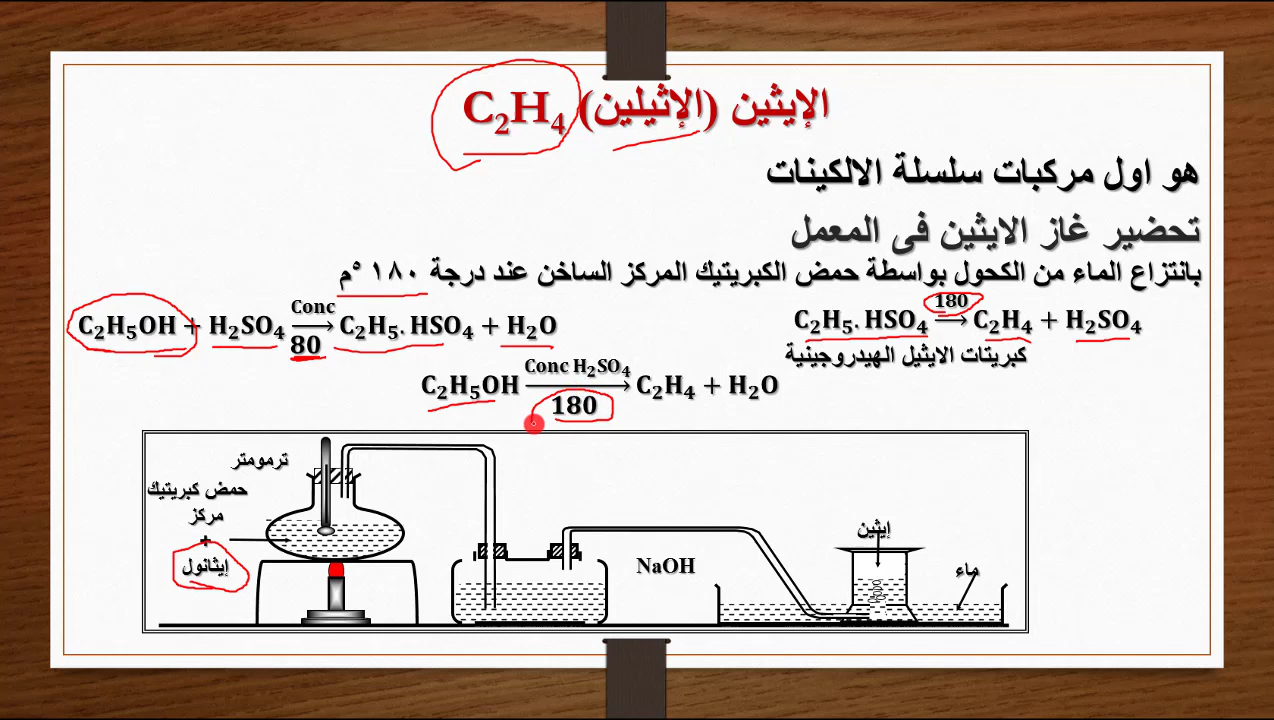 الإيثين (الإثيلين) C₂H₄
هو اول مركبات سلسلة الالكينات
تحضير غاز الايثين فى المعمل
بانتزاع الماء من الكحول بواسطة حمض الكبريتيك المركز الساخن عند درجة ١٨٠ °م
C₂H₅OH + H₂SO₄ →[Conc / 80] C₂H₅. HSO₄ + H₂O
C₂H₅. HSO₄ →[180] C₂H₄ + H₂SO₄
كبريتات الايثيل الهيدروجينية
C₂H₅OH →[Conc H₂SO₄ / 180] C₂H₄ + H₂O
ترمومتر
حمض كبريتيك
مركز
+
إيثانول
NaOH
إيثين
ماء